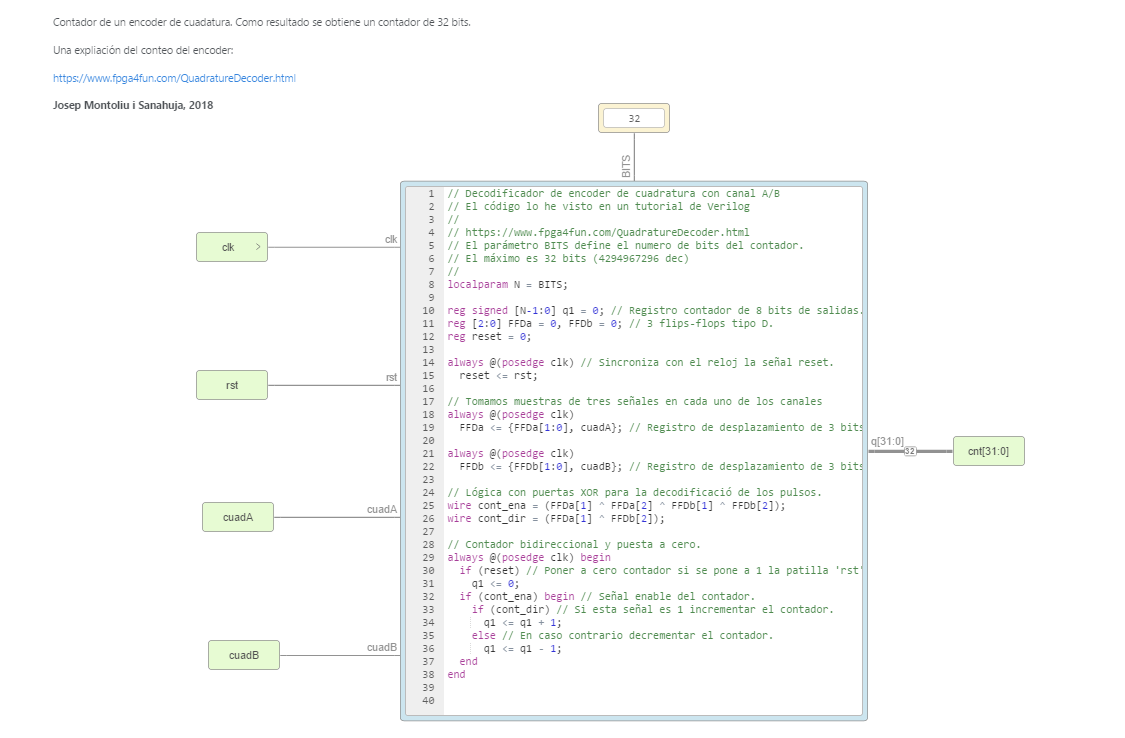 Contador de un encoder de cuadatura. Como resultado se obtiene un contador de 32 bits.
Una expliación del conteo del encoder:
https://www.fpga4fun.com/QuadratureDecoder.html
Josep Montoliu i Sanahuja, 2018
32
BITS
clk
clk
rst
rst
cuadA
cuadA
cuadB
cuadB
1 // Decodificador de encoder de cuadratura con canal A/B
2 // El código lo he visto en un tutorial de Verilog
3 //
4 // https://www.fpga4fun.com/QuadratureDecoder.html
5 // El parámetro BITS define el numero de bits del contador.
6 // El máximo es 32 bits (4294967296 dec)
7 //
8 localparam N = BITS;
9
10 reg signed [N-1:0] q1 = 0; // Registro contador de 8 bits de salidas.
11 reg [2:0] FFDa = 0, FFDb = 0; // 3 flips-flops tipo D.
12 reg reset = 0;
13
14 always @(posedge clk) // Sincroniza con el reloj la señal reset.
15 reset <= rst;
16
17 // Tomamos muestras de tres señales en cada uno de los canales
18 always @(posedge clk)
19 FFDa <= {FFDa[1:0], cuadA}; // Registro de desplazamiento de 3 bits
20
21 always @(posedge clk)
22 FFDb <= {FFDb[1:0], cuadB}; // Registro de desplazamiento de 3 bits
23
24 // Lógica con puertas XOR para la decodificació de los pulsos.
25 wire cont_ena = (FFDa[1] ^ FFDa[2] ^ FFDb[1] ^ FFDb[2]);
26 wire cont_dir = (FFDa[1] ^ FFDb[2]);
27
28 // Contador bidireccional y puesta a cero.
29 always @(posedge clk) begin
30 if (reset) // Poner a cero contador si se pone a 1 la patilla 'rst'
31 q1 <= 0;
32 if (cont_ena) begin // Señal enable del contador.
33 if (cont_dir) // Si esta señal es 1 incrementar el contador.
34 q1 <= q1 + 1;
35 else // En caso contrario decrementar el contador.
36 q1 <= q1 - 1;
37 end
38 end
39
40
q[31:0]
32
cnt[31:0]